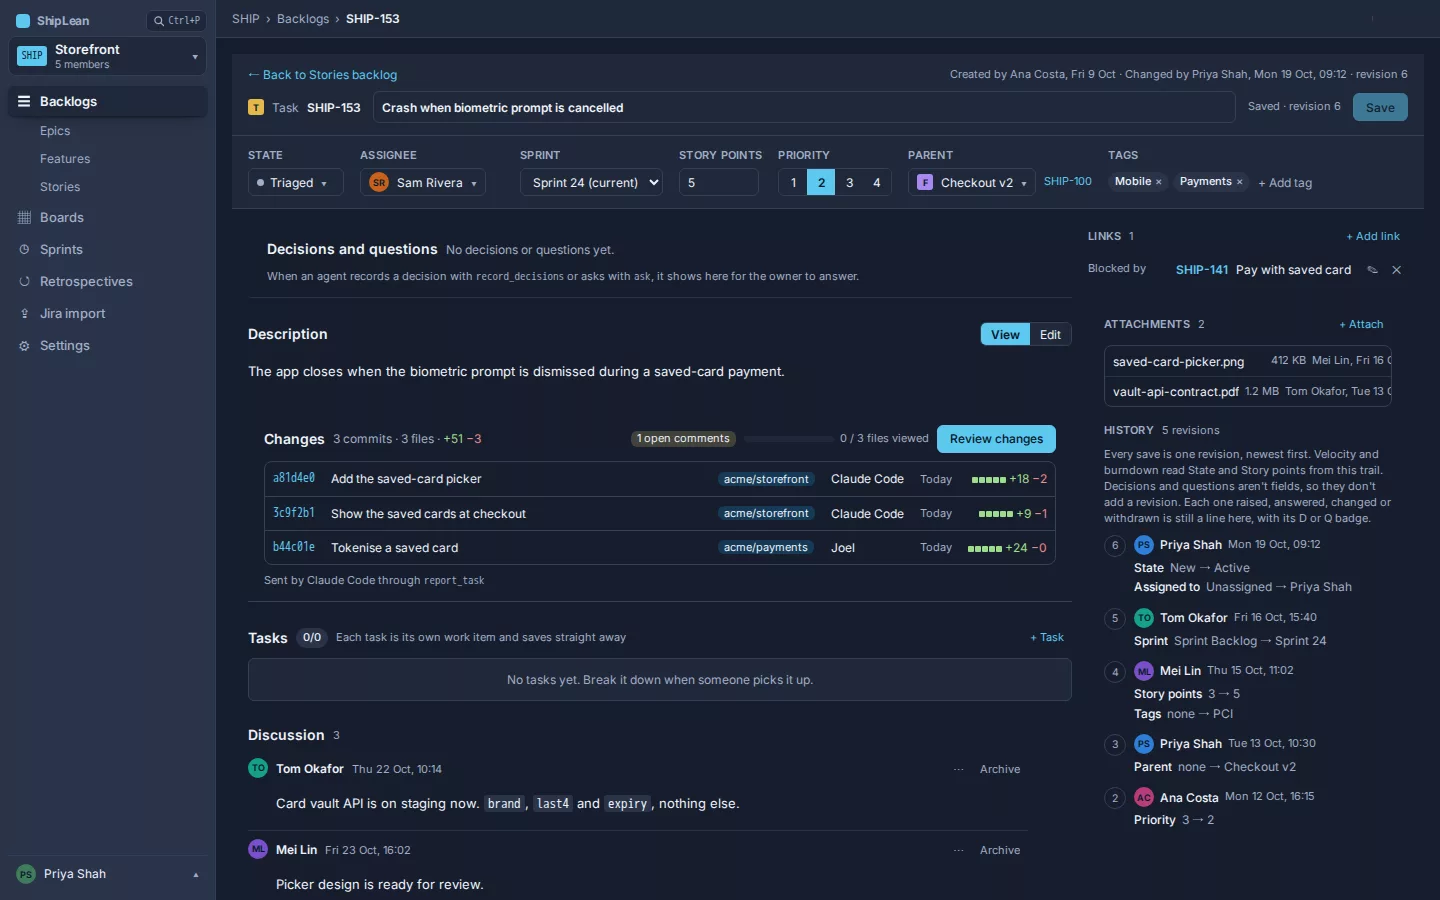 ShipLean
Ctrl+P
SHIP
Storefront
5 members
Backlogs
Epics
Features
Stories
Boards
Sprints
Retrospectives
Jira import
Settings
PS Priya Shah
SHIP › Backlogs › SHIP-153
← Back to Stories backlog
Created by Ana Costa, Fri 9 Oct · Changed by Priya Shah, Mon 19 Oct, 09:12 · revision 6
T Task SHIP-153 Crash when biometric prompt is cancelled
Saved · revision 6 Save
STATE ASSIGNEE SPRINT STORY POINTS PRIORITY PARENT TAGS
Triaged SR Sam Rivera Sprint 24 (current) 5 1 2 3 4 F Checkout v2 SHIP-100 Mobile × Payments × + Add tag
Decisions and questions No decisions or questions yet.
When an agent records a decision with record_decisions or asks with ask, it shows here for the owner to answer.
Description
View Edit
The app closes when the biometric prompt is dismissed during a saved-card payment.
Changes 3 commits · 3 files · +51 −3
1 open comments 0 / 3 files viewed Review changes
a81d4e0 Add the saved-card picker acme/storefront Claude Code Today +18 −2
3c9f2b1 Show the saved cards at checkout acme/storefront Claude Code Today +9 −1
b44c01e Tokenise a saved card acme/payments Joel Today +24 −0
Sent by Claude Code through report_task
Tasks 0/0 Each task is its own work item and saves straight away + Task
No tasks yet. Break it down when someone picks it up.
Discussion 3
TO Tom Okafor Thu 22 Oct, 10:14 ··· Archive
Card vault API is on staging now. brand, last4 and expiry, nothing else.
ML Mei Lin Fri 23 Oct, 16:02 ··· Archive
Picker design is ready for review.
LINKS 1 + Add link
Blocked by SHIP-141 Pay with saved card
ATTACHMENTS 2 + Attach
saved-card-picker.png 412 KB Mei Lin, Fri 16
vault-api-contract.pdf 1.2 MB Tom Okafor, Tue 13
HISTORY 5 revisions
Every save is one revision, newest first. Velocity and
burndown read State and Story points from this trail.
Decisions and questions aren't fields, so they don't
add a revision. Each one raised, answered, changed or
withdrawn is still a line here, with its D or Q badge.
6 PS Priya Shah Mon 19 Oct, 09:12
State New → Active
Assigned to Unassigned → Priya Shah
5 TO Tom Okafor Fri 16 Oct, 15:40
Sprint Sprint Backlog → Sprint 24
4 ML Mei Lin Thu 15 Oct, 11:02
Story points 3 → 5
Tags none → PCI
3 PS Priya Shah Tue 13 Oct, 10:30
Parent none → Checkout v2
2 AC Ana Costa Mon 12 Oct, 16:15
Priority 3 → 2